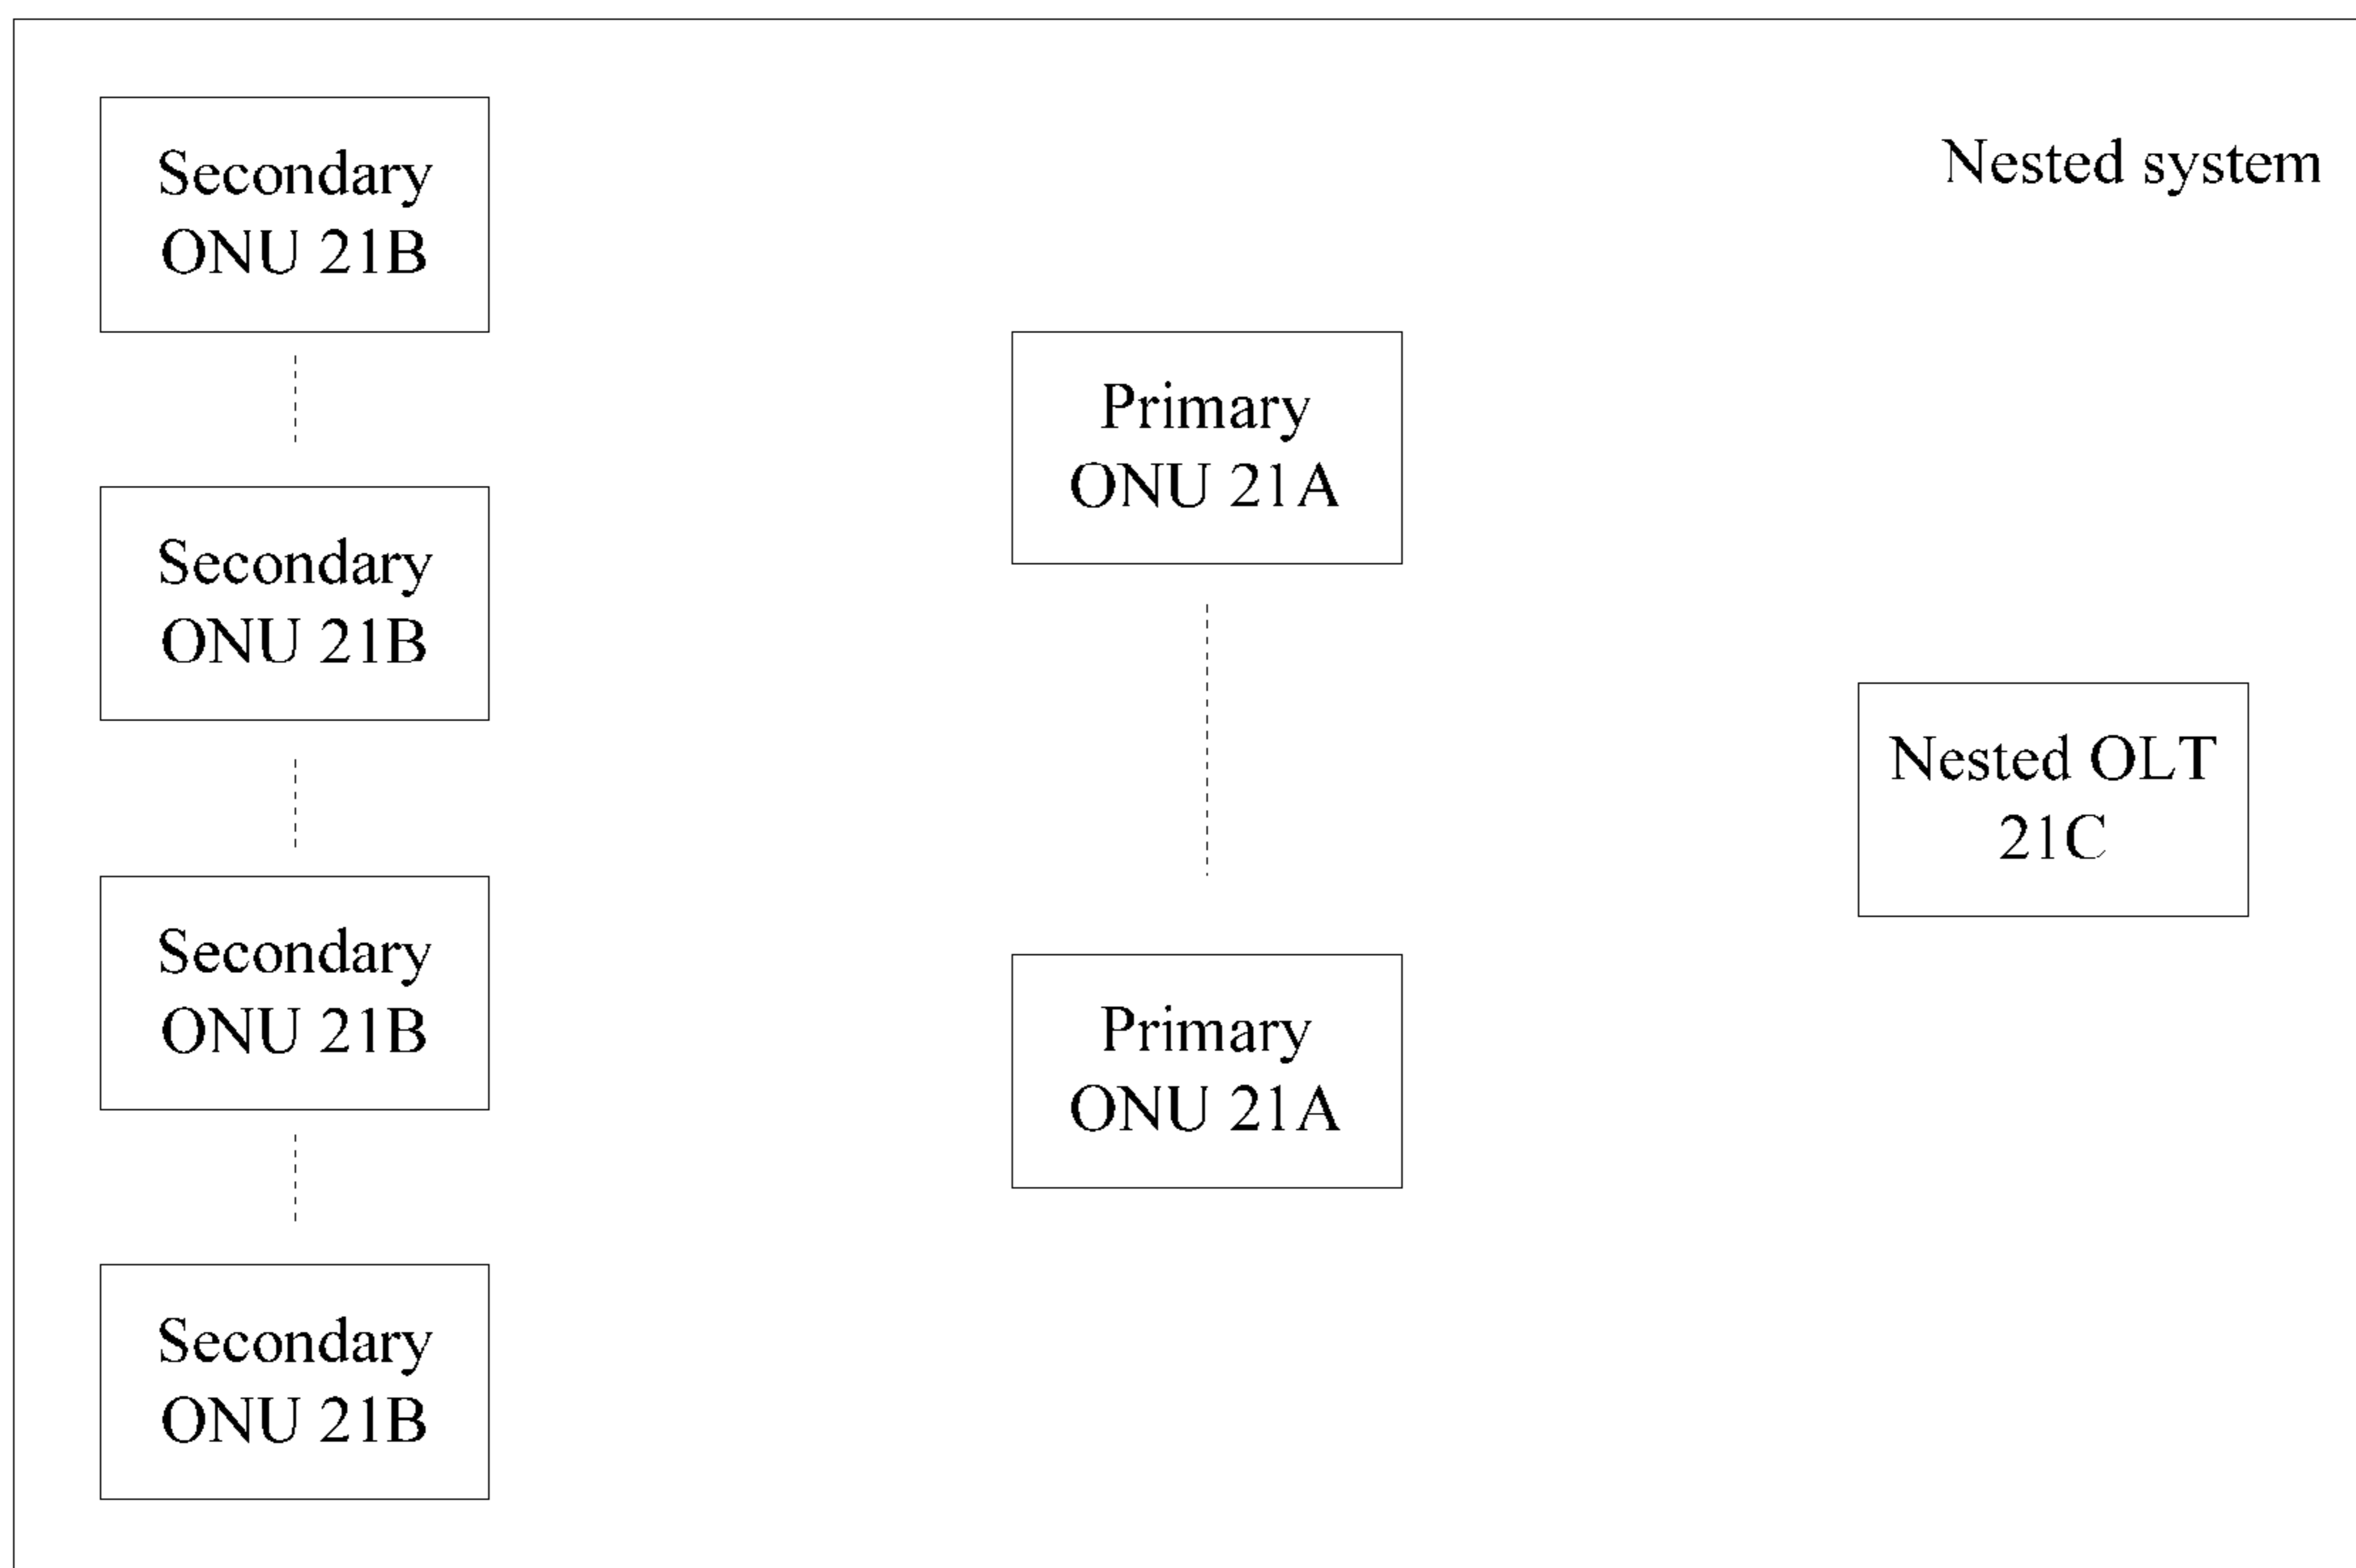 Nested system
Secondary
ONU 21B
Secondary
ONU 21B
Secondary
ONU 21B
Secondary
ONU 21B
Primary
ONU 21A
Primary
ONU 21A
Nested OLT
21C